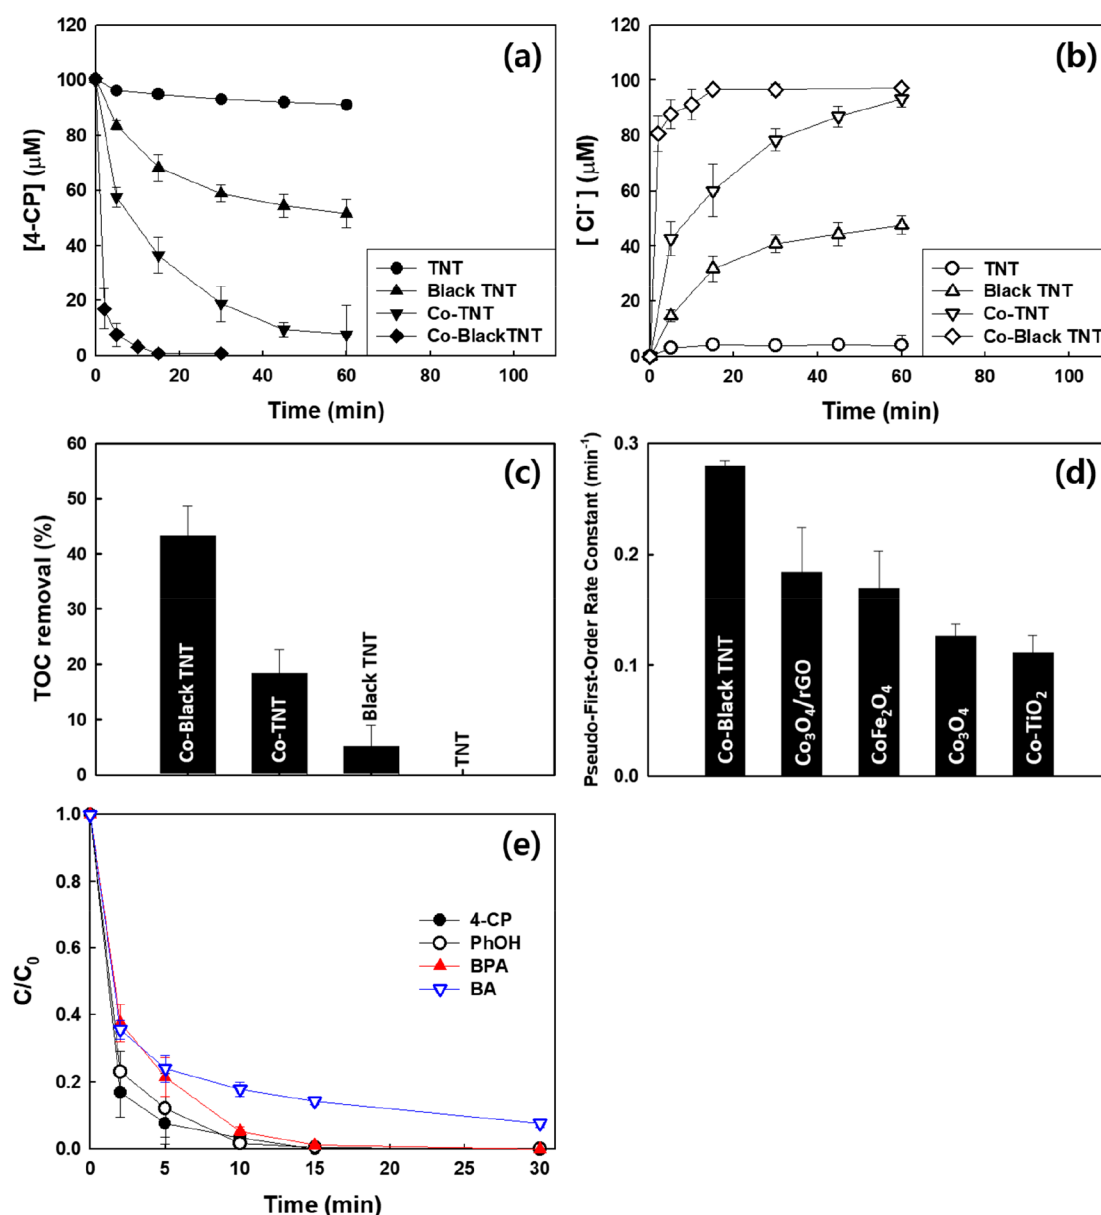 (a)
120
100
80
60
40
20
0
[4-CP] (μM)
TNT
Black TNT
Co-TNT
Co-BlackTNT
0 20 40 60 80 100
Time (min)
(b)
120
100
80
60
40
20
0
[ Cl⁻ ] (μM)
TNT
Black TNT
Co-TNT
Co-Black TNT
0 20 40 60 80 100
Time (min)
(c)
60
50
40
30
20
10
0
TOC removal (%)
Co-Black TNT
Co-TNT
Black TNT
TNT
(d)
0.3
0.2
0.1
0.0
Pseudo-First-Order Rate Constant (min⁻¹)
Co-Black TNT
Co₃O₄/rGO
CoFe₂O₄
Co₃O₄
Co-TiO₂
(e)
1.0
0.8
0.6
0.4
0.2
0.0
C/C₀
4-CP
PhOH
BPA
BA
0 5 10 15 20 25 30
Time (min)